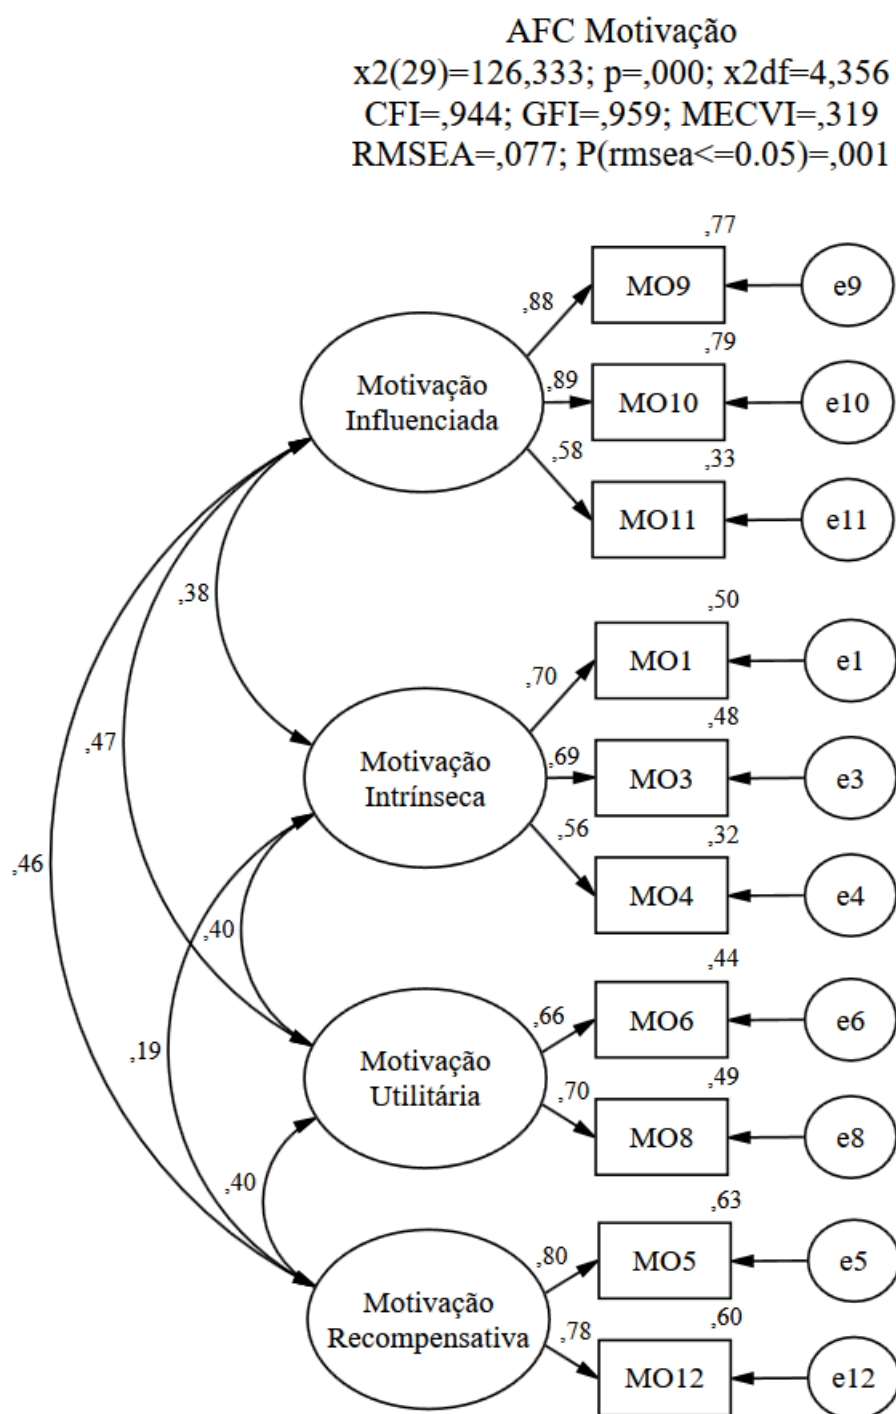 AFC Motivação
x2(29)=126,333; p=,000; x2df=4,356
CFI=,944; GFI=,959; MECVI=,319
RMSEA=,077; P(rmsea<=0.05)=,001
,77
,88
MO9
e9
,79
Motivação
Influenciada
,89
MO10
e10
,58
,33
MO11
e11
,38
,50
,70
MO1
e1
,47
,48
Motivação
Intrínseca
,69
MO3
e3
,56
,32
,46
MO4
e4
,40
,44
,66
MO6
e6
,19
Motivação
Utilitária
,70
,49
MO8
e8
,40
,63
,80
MO5
e5
Motivação
Recompensativa
,60
,78
MO12
e12